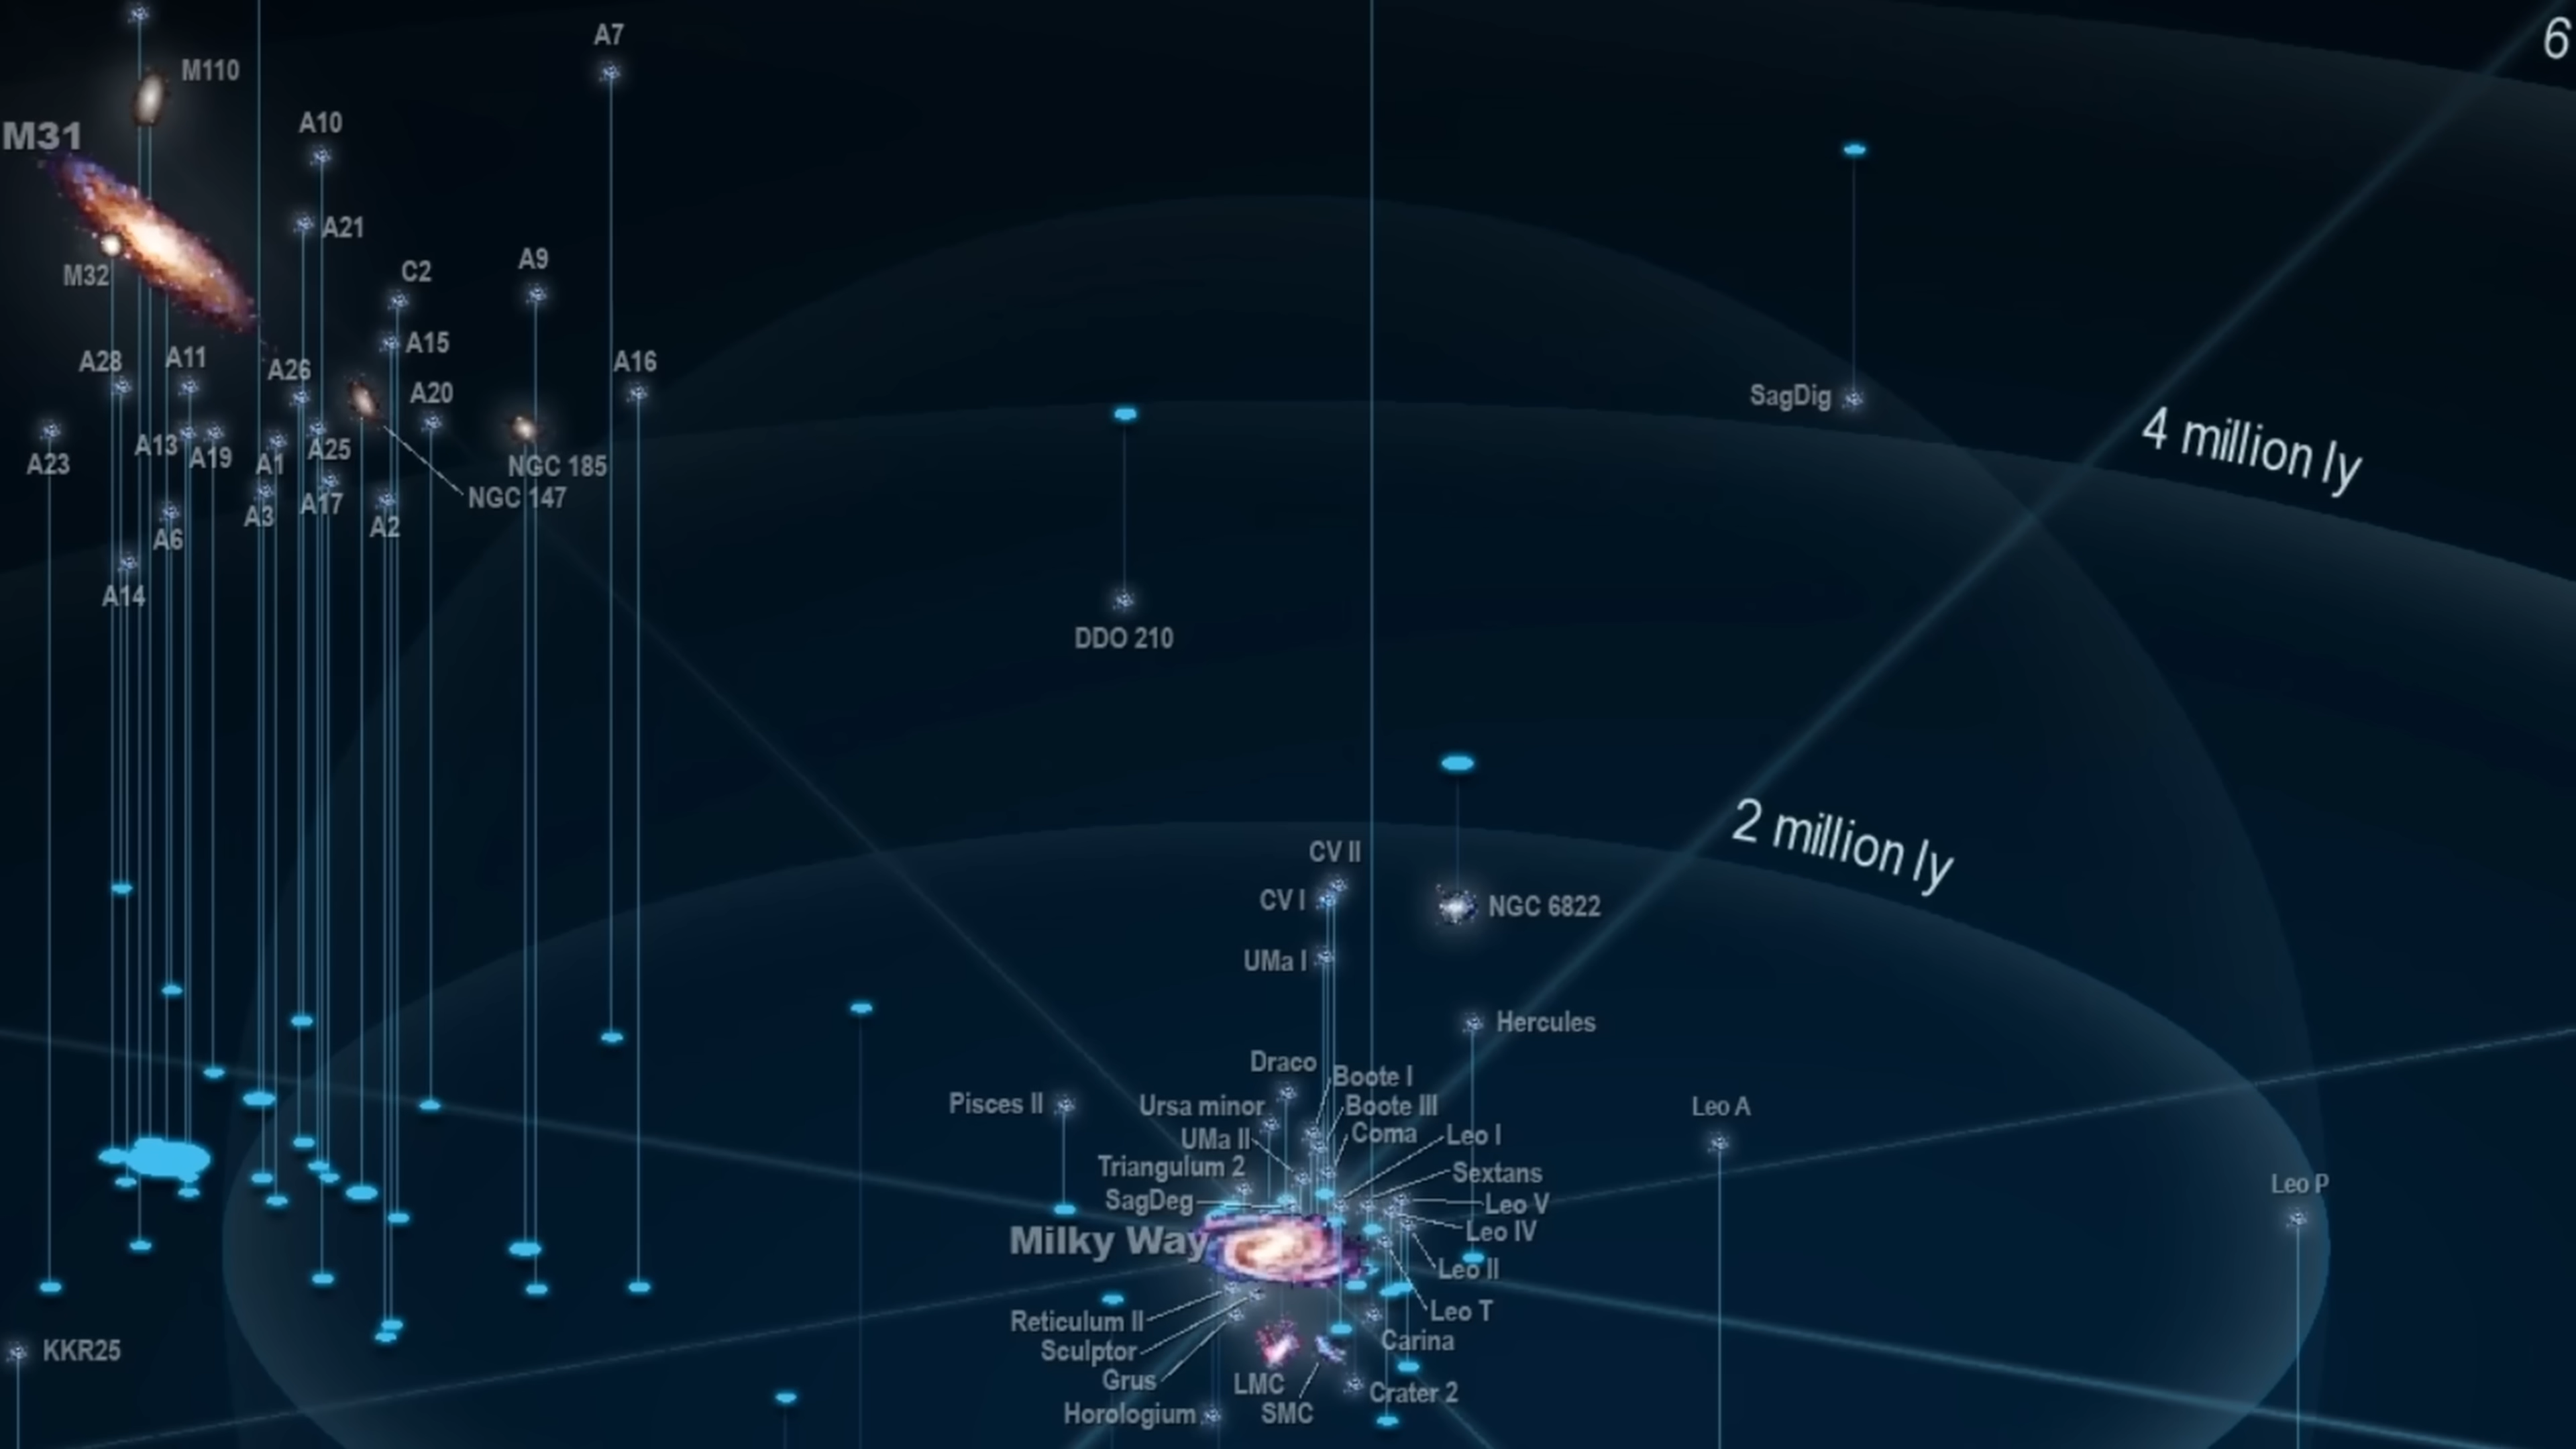 6
A7
M110
M31
A10
A21
M32
C2
A9
A15
A28
A11
A26
A16
A20
SagDig
4 million ly
A13
A19
A23
A1
A25
NGC 185
NGC 147
A17
A3
A2
A6
A14
DDO 210
2 million ly
CV II
CV I
NGC 6822
UMa I
Hercules
Draco
Boote I
Pisces II
Ursa minor
Boote III
Leo A
UMa II
Coma
Leo I
Triangulum 2
Sextans
Leo P
SagDeg
Leo V
Leo IV
Milky Way
Leo II
Leo T
Reticulum II
Carina
KKR25
Sculptor
Grus
LMC
Crater 2
Horologium
SMC